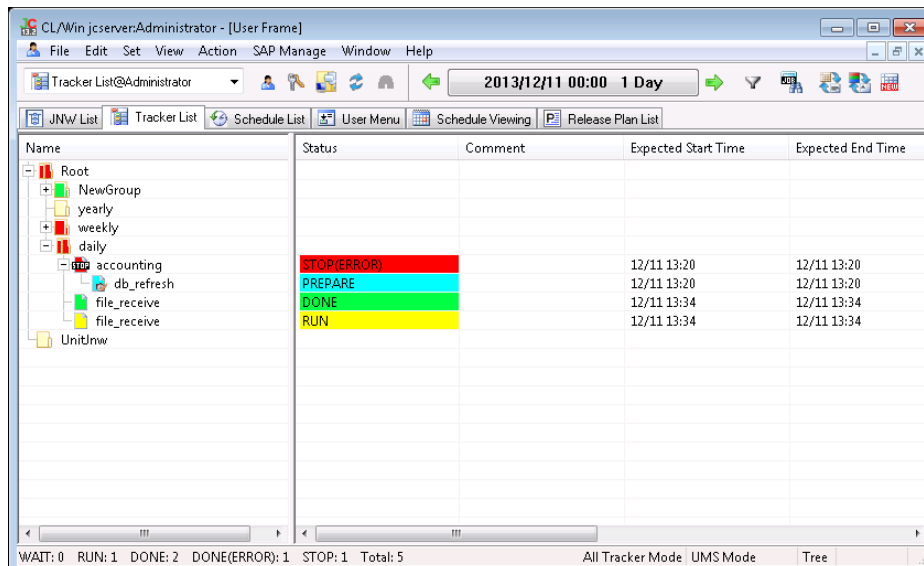 CL/Win jcserver:Administrator - [User Frame]
File Edit Set View Action SAP Manage Window Help
Tracker List@Administrator 2013/12/11 00:00 1 Day JOB NEW
JNW List Tracker List Schedule List User Menu Schedule Viewing Release Plan List
Name Status Comment Expected Start Time Expected End Time
Root
NewGroup
yearly
weekly
daily
STOP accounting STOP(ERROR) 12/11 13:20 12/11 13:20
db_refresh PREPARE 12/11 13:20 12/11 13:20
file_receive DONE 12/11 13:34 12/11 13:34
file_receive RUN 12/11 13:34 12/11 13:34
UnitJnw
WAIT: 0 RUN: 1 DONE: 2 DONE(ERROR): 1 STOP: 1 Total: 5 All Tracker Mode UMS Mode Tree